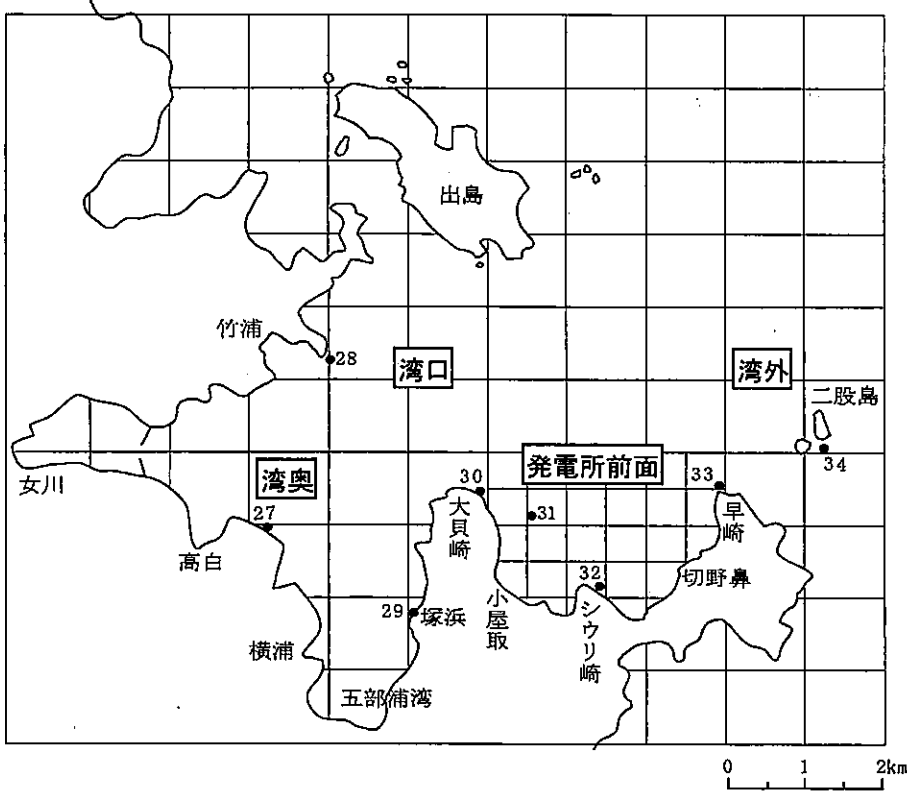 出島
竹浦
28
湾口
湾外
二股島
34
女川
湾奥
27
高白
30
大貝崎
発電所前面
31
33
早崎
切野鼻
32
シウリ崎
小屋取
29
塚浜
横浦
五部浦湾
0 1 2km